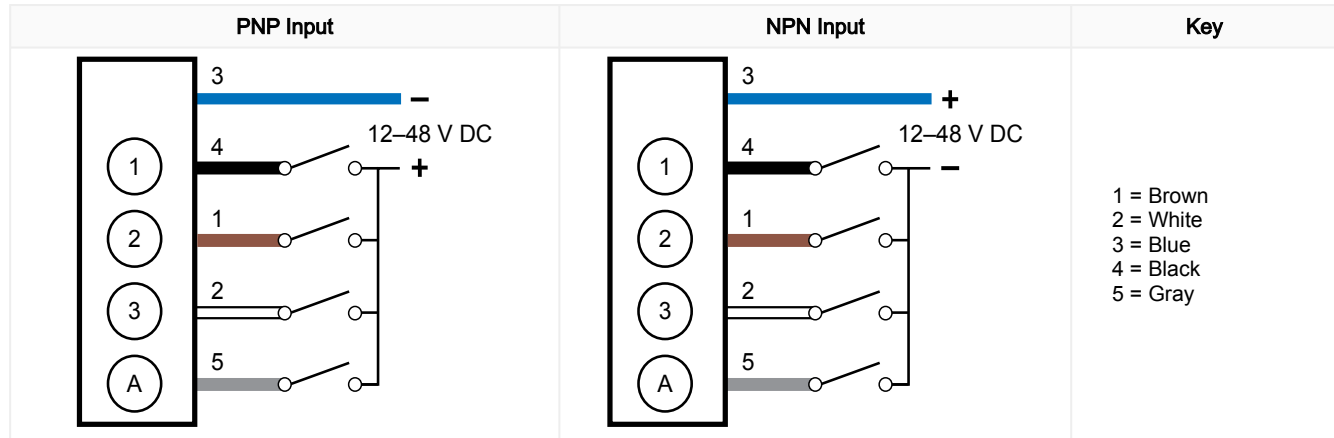 PNP Input
NPN Input
Key
3
−
12–48 V DC
4
1
+
1
2
2
3
5
A
3
+
12–48 V DC
4
1
−
1
2
2
3
5
A
1 = Brown
2 = White
3 = Blue
4 = Black
5 = Gray